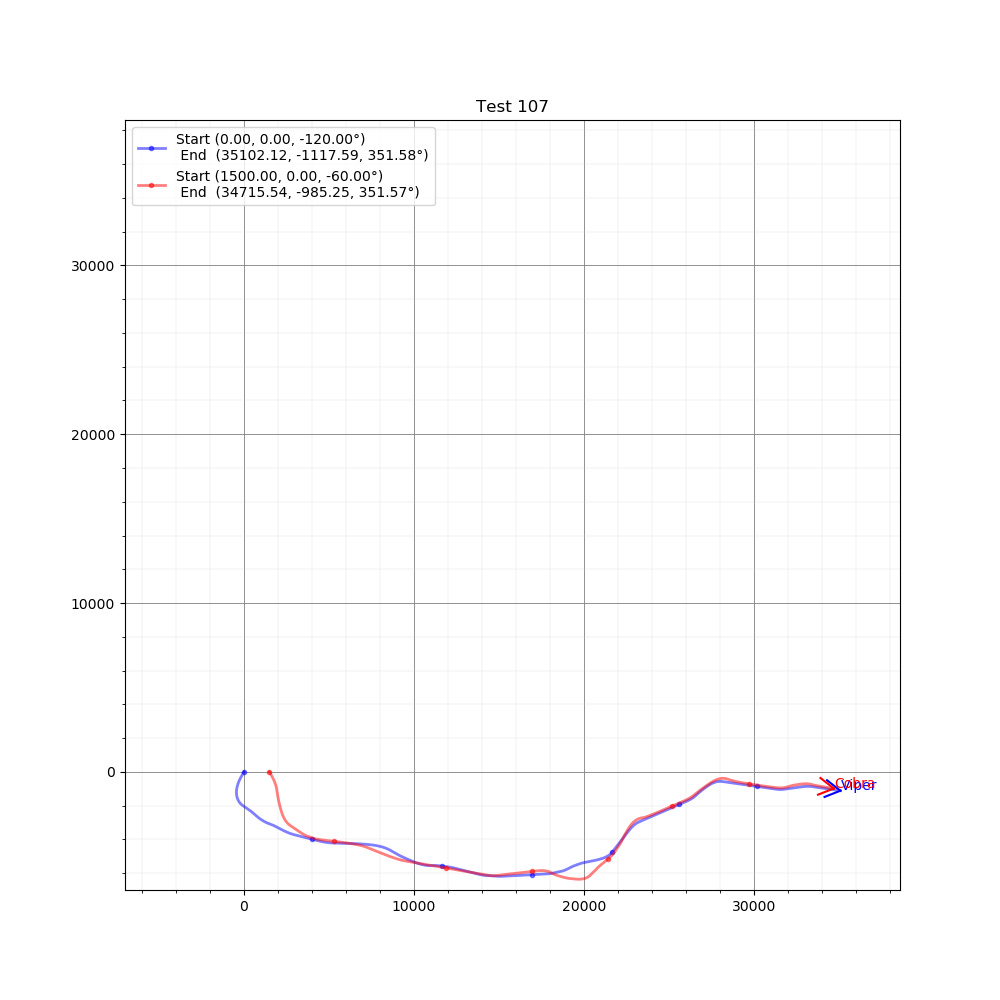 Test 107
Start (0.00, 0.00, -120.00°)
End  (35102.12, -1117.59, 351.58°)
Start (1500.00, 0.00, -60.00°)
End  (34715.54, -985.25, 351.57°)
30000
20000
10000
0
Cobra
Viper
0
10000
20000
30000